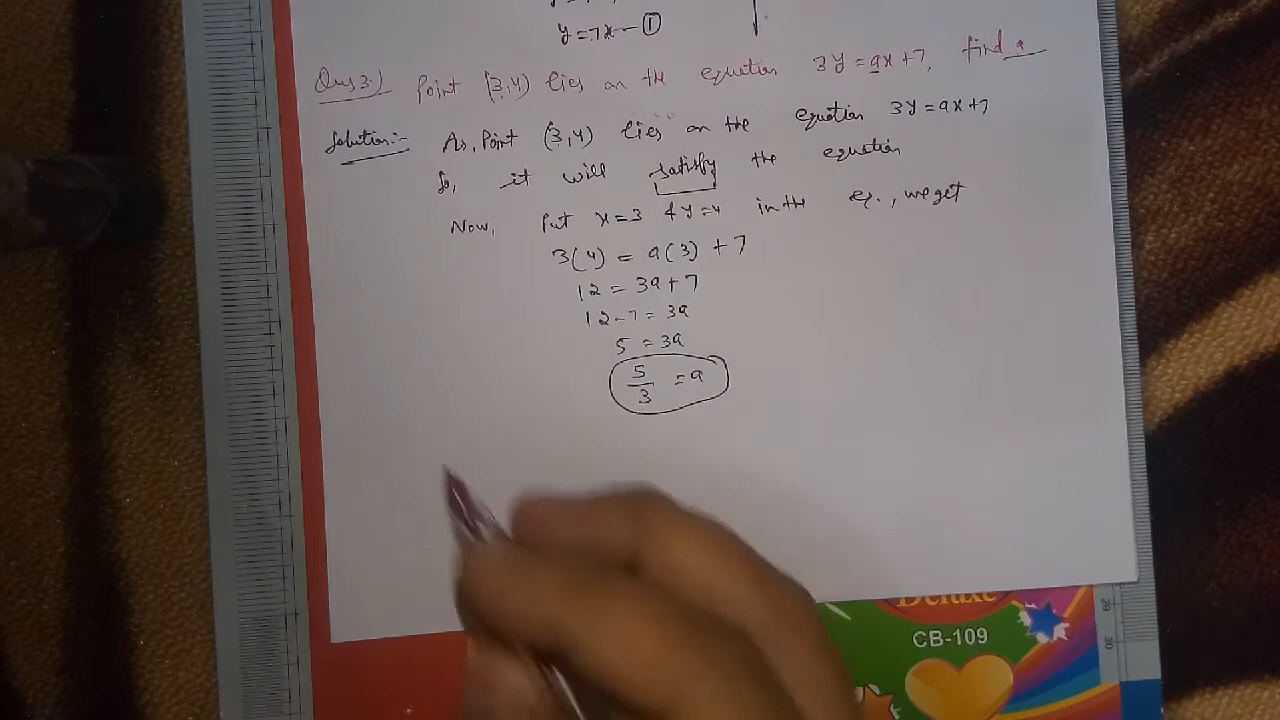 y = 7x - ①
Ques 3.) Point (3,4) lies on the equation 3y = ax + 7, find a
Solution:- As, Point (3,4) lies on the equation 3y = ax + 7
So, it will satisfy the equation
Now, Put x = 3 & y = 4 in the eq., we get
3(4) = a(3) + 7
12 = 3a + 7
12 - 7 = 3a
5 = 3a
5/3 = a
Deluxe
CB-109
29
30